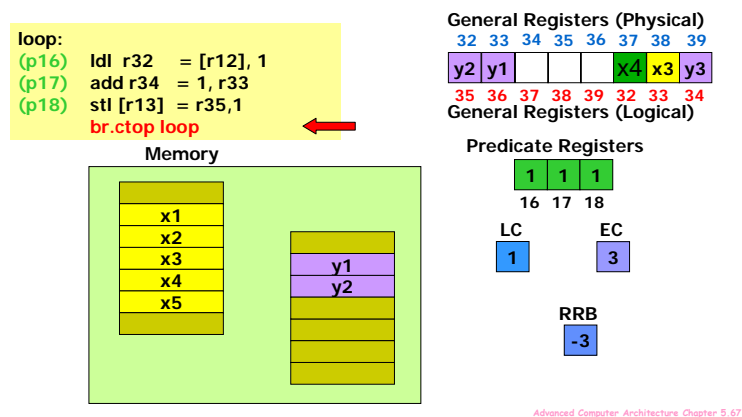 loop:
(p16) ldl r32 = [r12], 1
(p17) add r34 = 1, r33
(p18) stl [r13] = r35,1
br.ctop loop
General Registers (Physical)
32 33 34 35 36 37 38 39
y2 y1 x4 x3 y3
35 36 37 38 39 32 33 34
General Registers (Logical)
Memory
x1
x2
x3
x4
x5
y1
y2
Predicate Registers
1 1 1
16 17 18
LC EC
1 3
RRB
-3
Advanced Computer Architecture Chapter 5.67